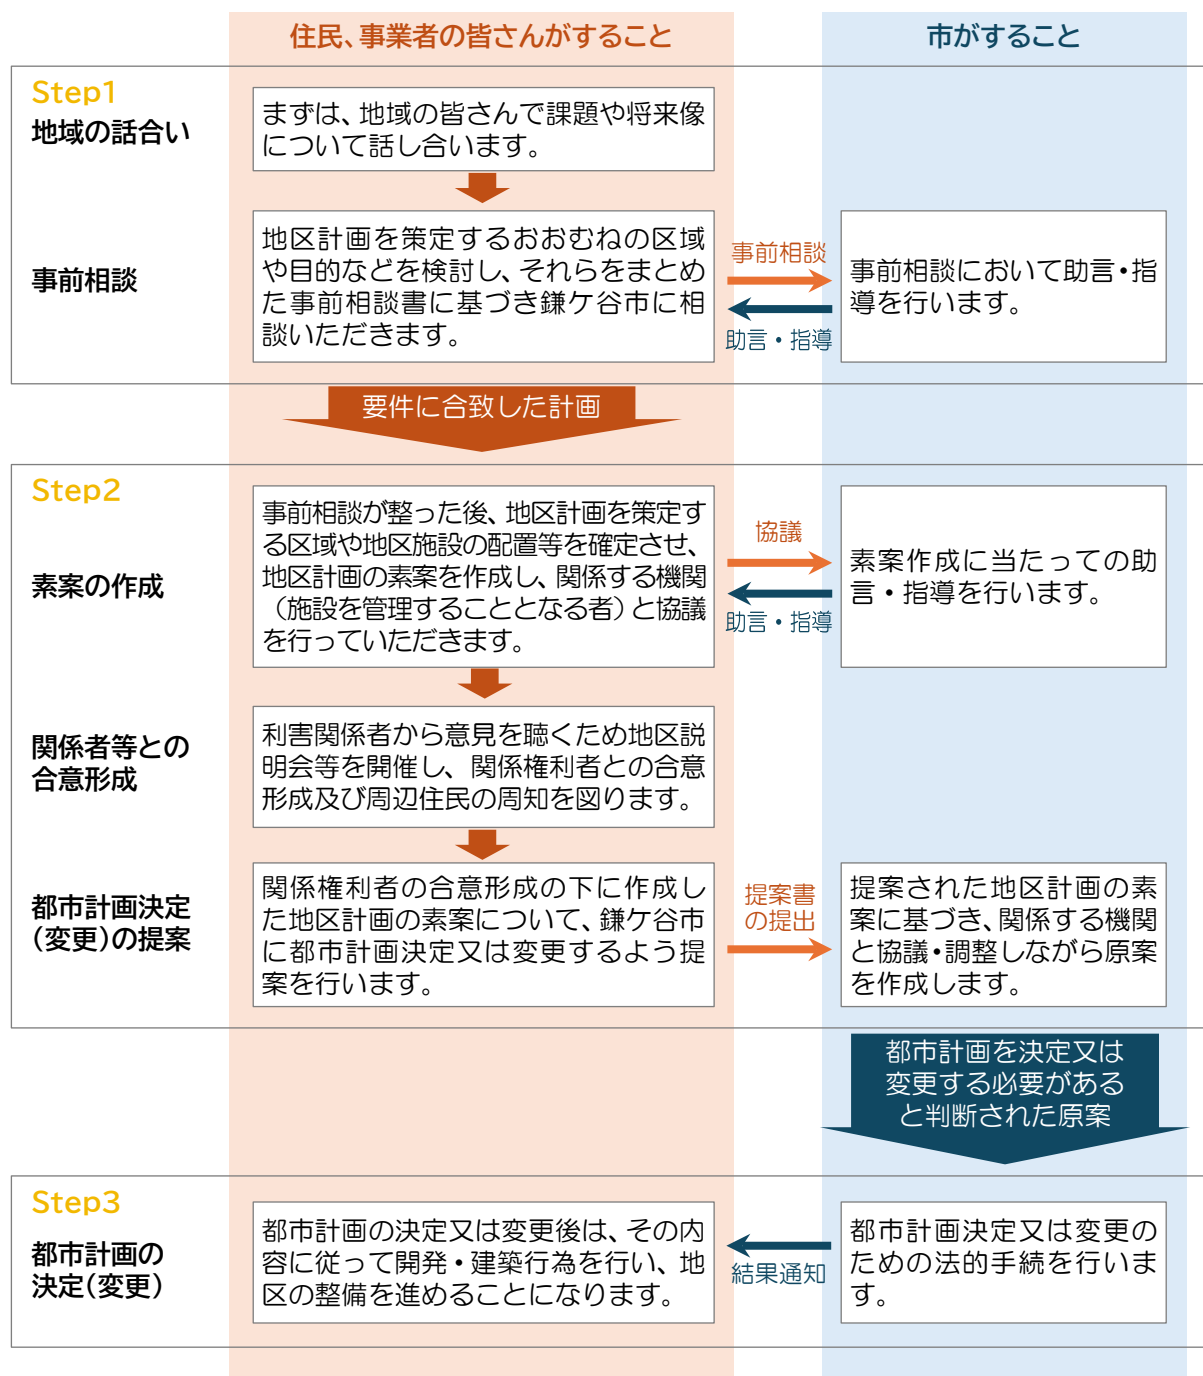 住民、事業者の皆さんがすること
市がすること
Step1
地域の話合い
まずは、地域の皆さんで課題や将来像
について話し合います。
事前相談
地区計画を策定するおおむねの区域
や目的などを検討し、それらをまとめ
た事前相談書に基づき鎌ケ谷市に相
談いただきます。
事前相談
助言・指導
事前相談において助言・指
導を行います。
要件に合致した計画
Step2
素案の作成
事前相談が整った後、地区計画を策定す
る区域や地区施設の配置等を確定させ、
地区計画の素案を作成し、関係する機関
（施設を管理することとなる者）と協議
を行っていただきます。
協議
助言・指導
素案作成に当たっての助
言・指導を行います。
関係者等との
合意形成
利害関係者から意見を聴くため地区説
明会等を開催し、関係権利者との合意
形成及び周辺住民の周知を図ります。
都市計画決定
（変更）の提案
関係権利者の合意形成の下に作成し
た地区計画の素案について、鎌ケ谷市
に都市計画決定又は変更するよう提
案を行います。
提案書
の提出
提案された地区計画の素
案に基づき、関係する機関
と協議・調整しながら原案
を作成します。
都市計画を決定又は
変更する必要がある
と判断された原案
Step3
都市計画の
決定（変更）
都市計画の決定又は変更後は、その内
容に従って開発・建築行為を行い、地
区の整備を進めることになります。
結果通知
都市計画決定又は変更の
ための法的手続を行いま
す。